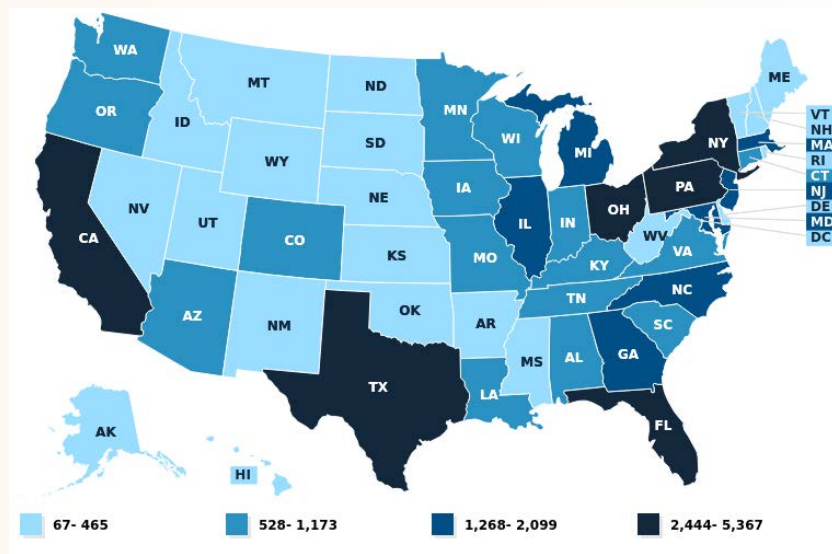 WA
MT
ND
ME
OR
MN
VT
ID
NH
SD
WI
MA
NY
WY
MI
RI
CT
IA
PA
NJ
NE
DE
NV
OH
MD
UT
IL
IN
WV
DC
CA
CO
KS
MO
VA
KY
NC
TN
OK
AZ
NM
AR
SC
MS
AL
GA
TX
LA
FL
AK
HI
67- 465
528- 1,173
1,268- 2,099
2,444- 5,367